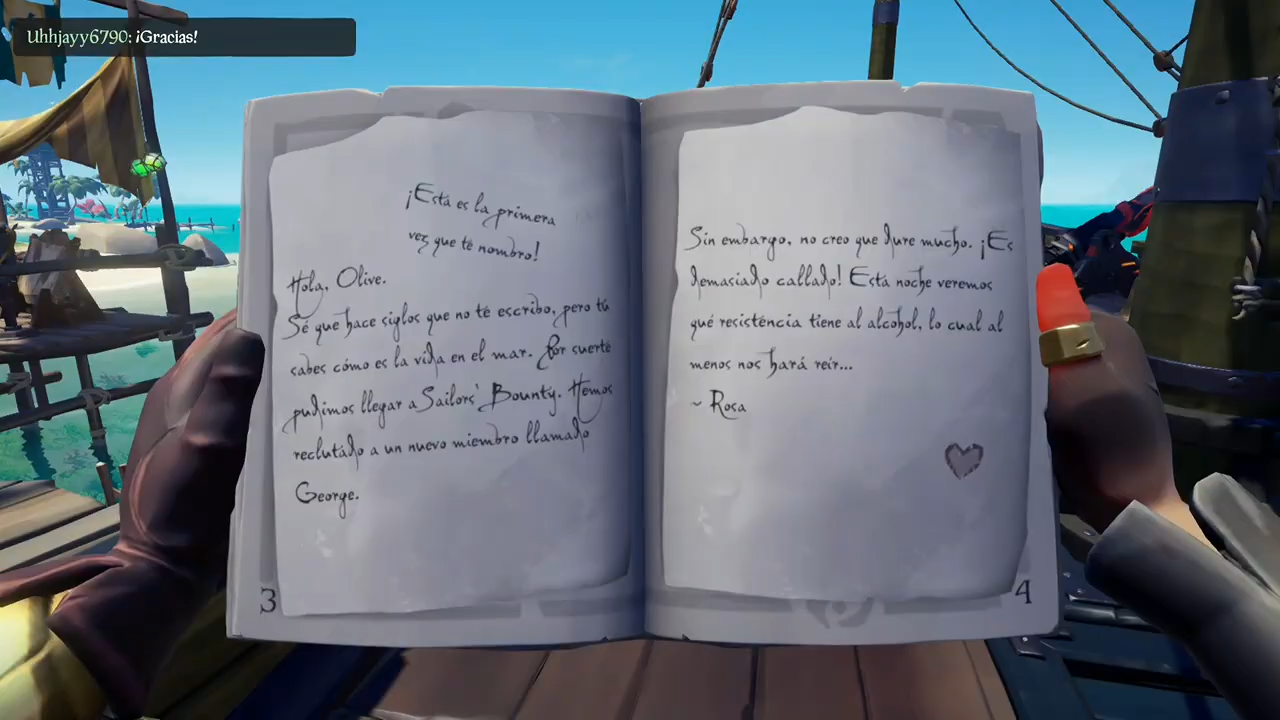 Uhhjayy6790: ¡Gracias!
¡Esta es la primera
vez que te nombro!
Hola, Olive.
Sé que hace siglos que no te escribo, pero tú
sabes cómo es la vida en el mar. Por suerte
pudimos llegar a Sailors' Bounty. Hemos
reclutado a un nuevo miembro llamado
George.
3
Sin embargo, no creo que dure mucho. ¡Es
demasiado callado! Esta noche veremos
qué resistencia tiene al alcohol, lo cual al
menos nos hará reír...
~ Rosa
4